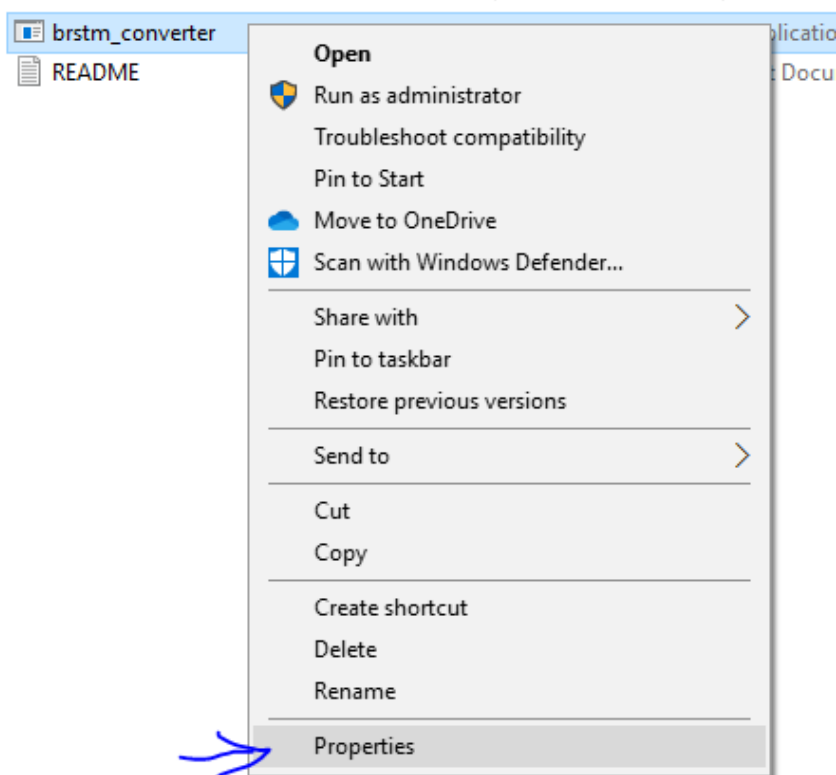 brstm_converter
README
Open
Run as administrator
Troubleshoot compatibility
Pin to Start
Move to OneDrive
Scan with Windows Defender...
Share with
Pin to taskbar
Restore previous versions
Send to
Cut
Copy
Create shortcut
Delete
Rename
Properties